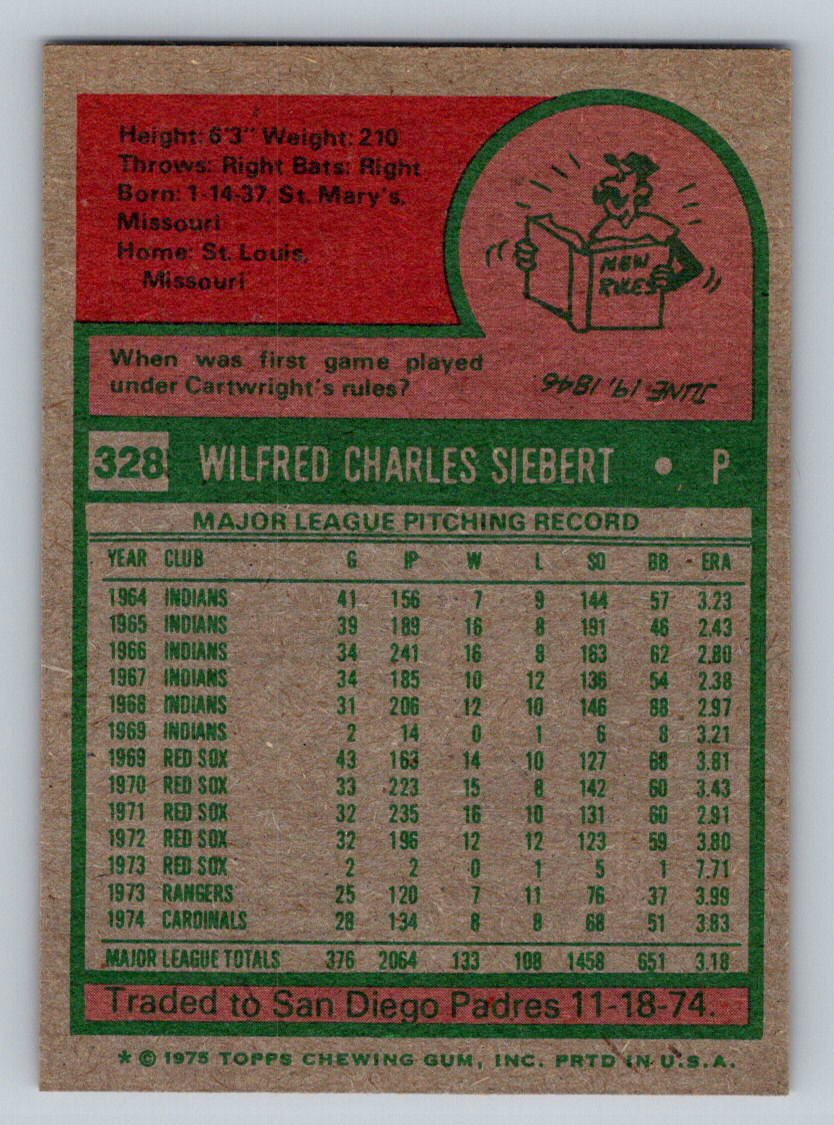 Height: 6'3" Weight: 210
Throws: Right Bats: Right
Born: 1-14-37, St. Mary's,
Missouri
Home: St. Louis,
Missouri
NEW
RULES
When was first game played
under Cartwright's rules?
JUNE 19, 1846
328 WILFRED CHARLES SIEBERT • P
MAJOR LEAGUE PITCHING RECORD
YEAR CLUB G IP W L SO BB ERA
1964 INDIANS 41 156 7 9 144 57 3.23
1965 INDIANS 39 189 16 8 191 46 2.43
1966 INDIANS 34 241 16 8 163 62 2.80
1967 INDIANS 34 185 10 12 136 54 2.38
1968 INDIANS 31 206 12 10 146 88 2.97
1969 INDIANS 2 14 0 1 6 8 3.21
1969 RED SOX 43 163 14 10 127 68 3.81
1970 RED SOX 33 223 15 8 142 60 3.43
1971 RED SOX 32 235 16 10 131 60 2.91
1972 RED SOX 32 196 12 12 123 59 3.80
1973 RED SOX 2 2 0 1 5 1 7.71
1973 RANGERS 25 120 7 11 76 37 3.99
1974 CARDINALS 28 134 8 8 68 51 3.83
MAJOR LEAGUE TOTALS 376 2064 133 108 1458 651 3.18
Traded to San Diego Padres 11-18-74.
* © 1975 TOPPS CHEWING GUM, INC. PRTD IN U.S.A.